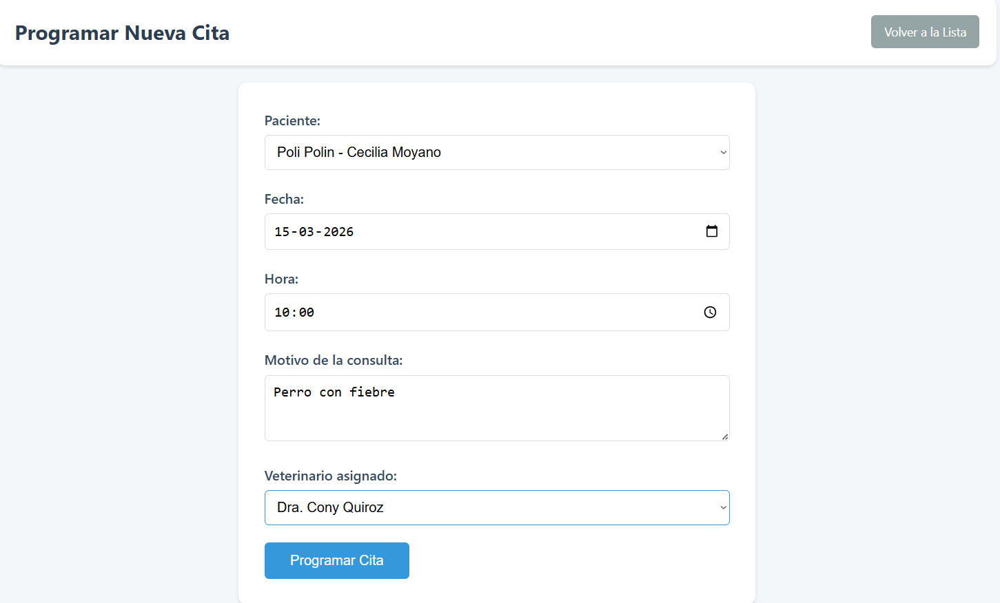 Programar Nueva Cita
Volver a la Lista
Paciente:
Poli Polin - Cecilia Moyano
Fecha:
15-03-2026
Hora:
10:00
Motivo de la consulta:
Perro con fiebre
Veterinario asignado:
Dra. Cony Quiroz
Programar Cita